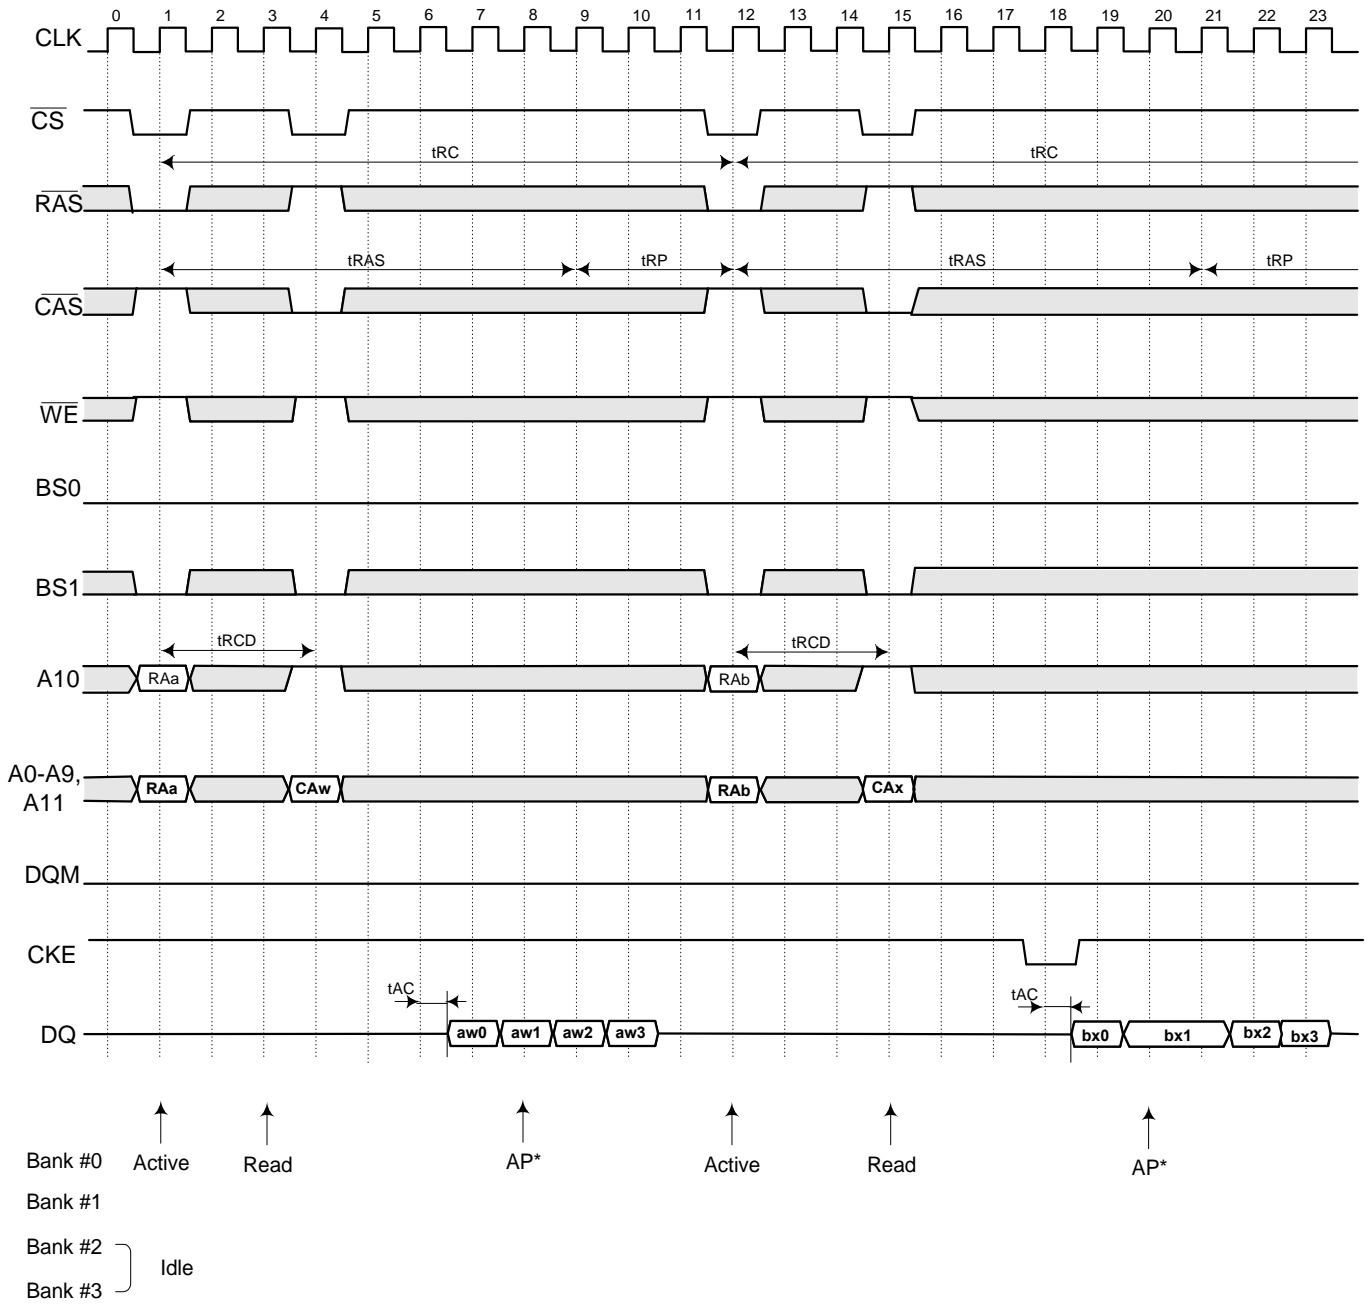 0 1 2 3 4 5 6 7 8 9 10 11 12 13 14 15 16 17 18 19 20 21 22 23
CLK
CS
tRC tRC
RAS
tRAS tRP tRAS tRP
CAS
WE
BS0
BS1
tRCD tRCD
A10 RAa RAb
A0-A9,
A11 RAa CAw RAb CAx
DQM
CKE
tAC tAC
DQ aw0 aw1 aw2 aw3 bx0 bx1 bx2 bx3
Bank #0 Active Read AP* Active Read AP*
Bank #1
Bank #2
Idle
Bank #3